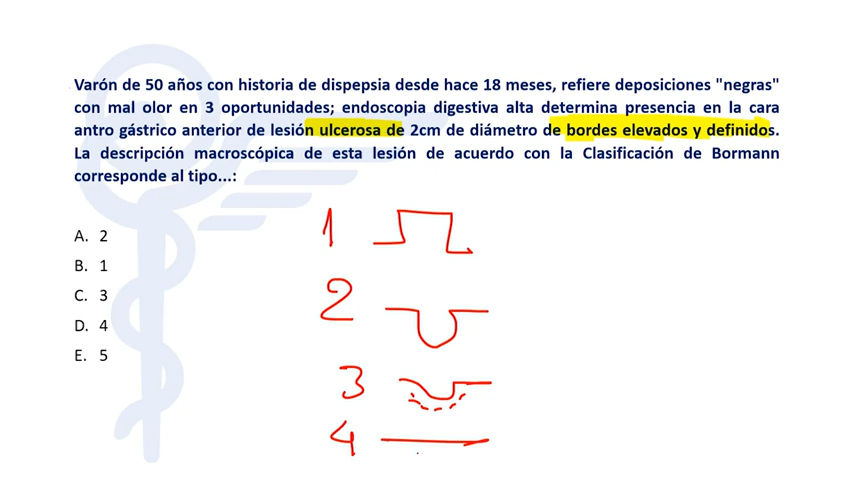 Varón de 50 años con historia de dispepsia desde hace 18 meses, refiere deposiciones "negras"
con mal olor en 3 oportunidades; endoscopia digestiva alta determina presencia en la cara
antro gástrico anterior de lesión ulcerosa de 2cm de diámetro de bordes elevados y definidos.
La descripción macroscópica de esta lesión de acuerdo con la Clasificación de Bormann
corresponde al tipo...:
A. 2
B. 1
C. 3
D. 4
E. 5
1
2
3
4